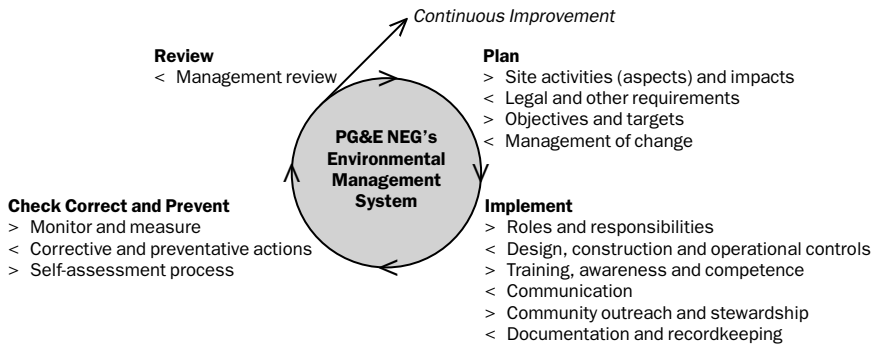 Continuous Improvement
Review
< Management review
Plan
> Site activities (aspects) and impacts
< Legal and other requirements
> Objectives and targets
< Management of change
PG&E NEG's
Environmental
Management
System
Check Correct and Prevent
> Monitor and measure
< Corrective and preventative actions
> Self-assessment process
Implement
> Roles and responsibilities
< Design, construction and operational controls
> Training, awareness and competence
< Communication
> Community outreach and stewardship
< Documentation and recordkeeping